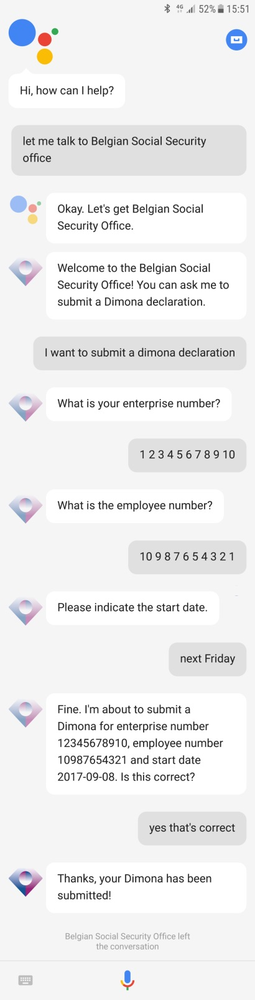 4G 52% 15:51
Hi, how can I help?
let me talk to Belgian Social Security
office
Okay. Let's get Belgian Social
Security Office.
Welcome to the Belgian Social
Security Office! You can ask me to
submit a Dimona declaration.
I want to submit a dimona declaration
What is your enterprise number?
1 2 3 4 5 6 7 8 9 10
What is the employee number?
10 9 8 7 6 5 4 3 2 1
Please indicate the start date.
next Friday
Fine. I'm about to submit a
Dimona for enterprise number
12345678910, employee number
10987654321 and start date
2017-09-08. Is this correct?
yes that's correct
Thanks, your Dimona has been
submitted!
Belgian Social Security Office left
the conversation